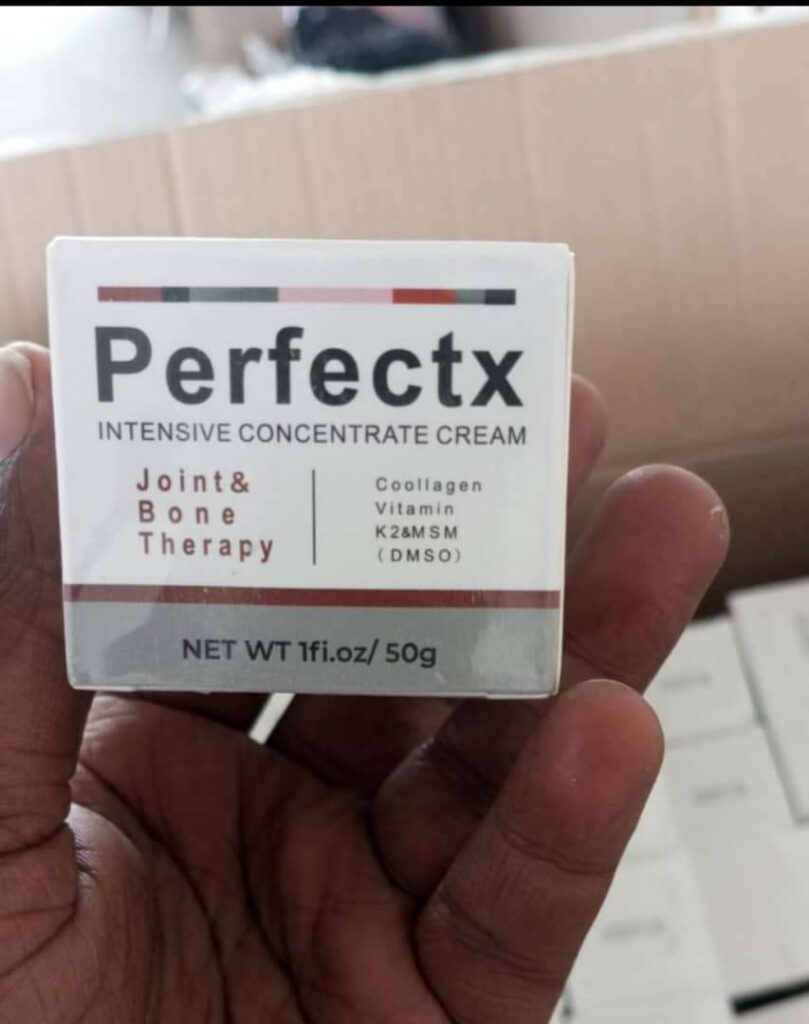 Perfectx
INTENSIVE CONCENTRATE CREAM
Joint&
Bone
Therapy
Coollagen
Vitamin
K2&MSM
(DMSO)
NET WT 1fi.oz/ 50g